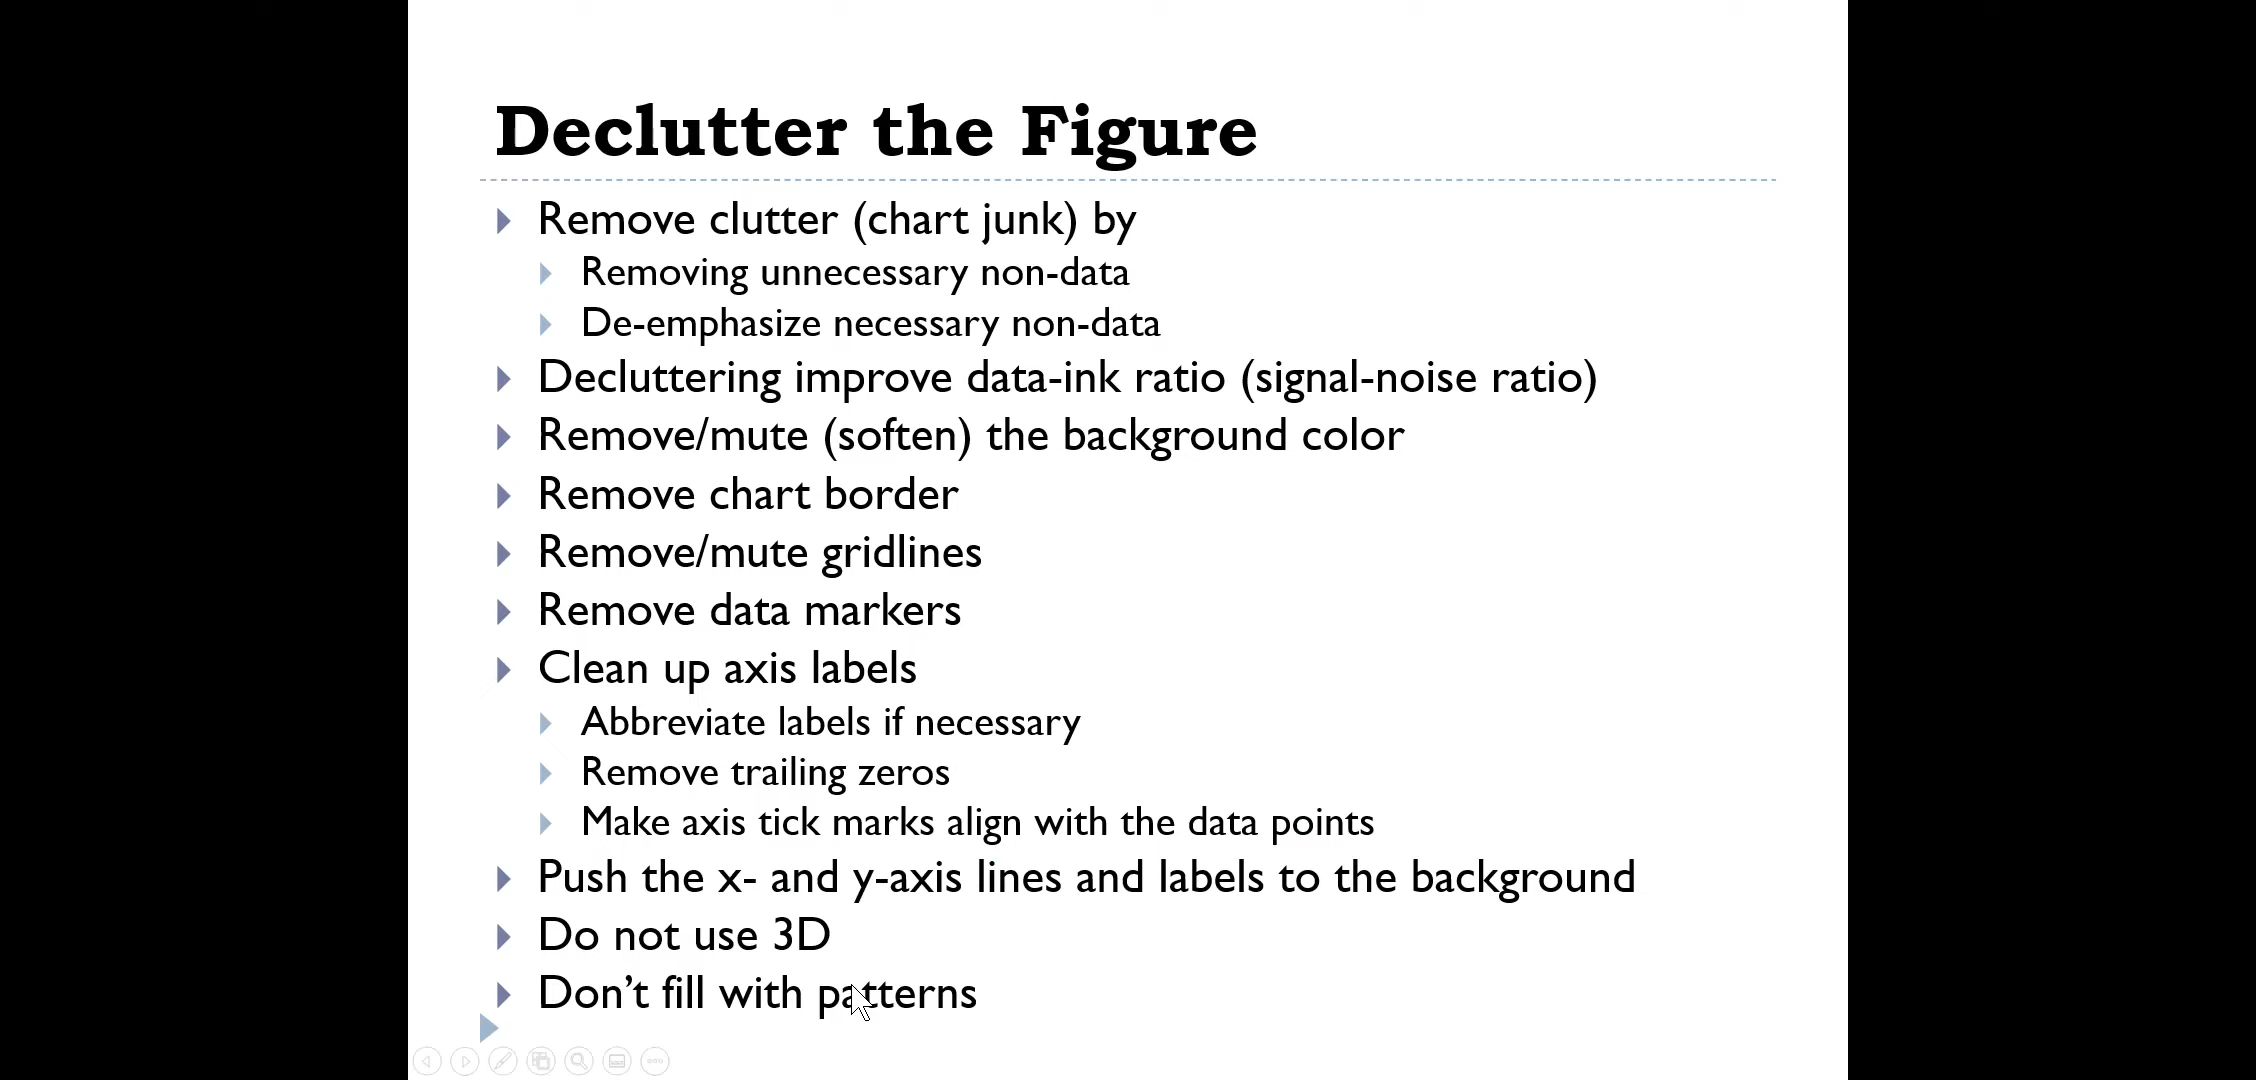 Declutter the Figure
Remove clutter (chart junk) by
Removing unnecessary non-data
De-emphasize necessary non-data
Decluttering improve data-ink ratio (signal-noise ratio)
Remove/mute (soften) the background color
Remove chart border
Remove/mute gridlines
Remove data markers
Clean up axis labels
Abbreviate labels if necessary
Remove trailing zeros
Make axis tick marks align with the data points
Push the x- and y-axis lines and labels to the background
Do not use 3D
Don’t fill with patterns